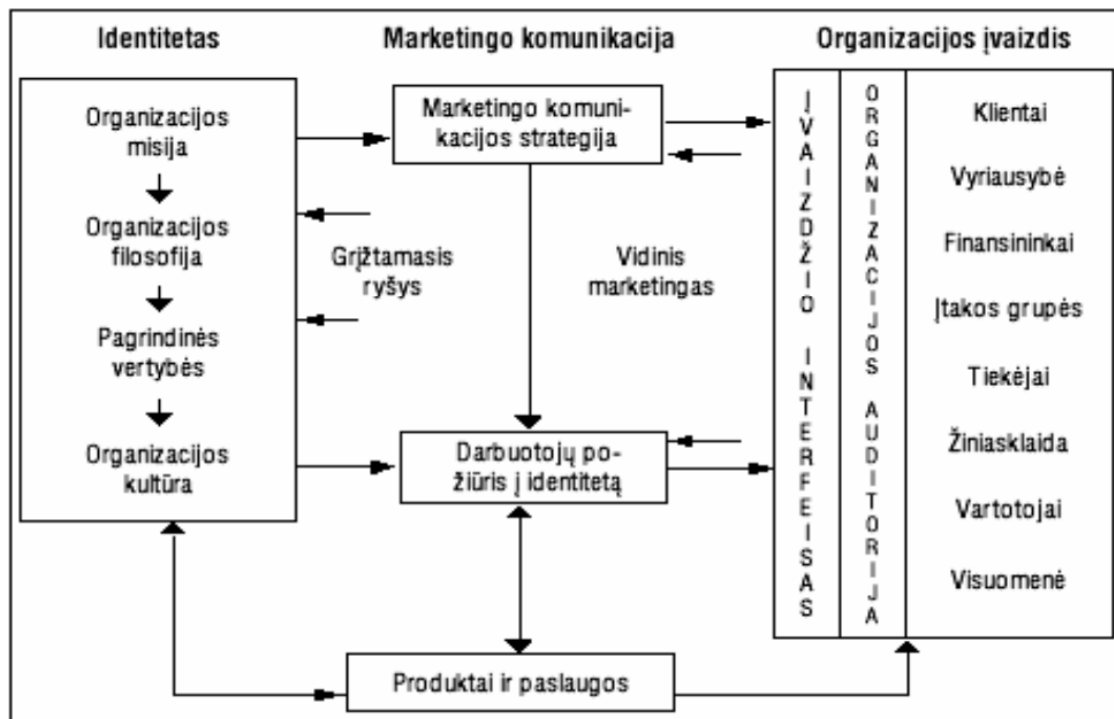 Identitetas
Marketingo komunikacija
Organizacijos įvaizdis
Organizacijos
misija
Organizacijos
filosofija
Pagrindinės
vertybės
Organizacijos
kultūra
Grįžtamasis
ryšys
Marketingo komuni-
kacijos strategija
Vidinis
marketingas
Darbuotojų po-
žiūris į identitetą
Produktai ir paslaugos
ĮVAIZDŽIO INTERFEISAS
ORGANIZACIJOS AUDITORIJA
Klientai
Vyriausybė
Finansininkai
Įtakos grupės
Tiekėjai
Žiniasklaida
Vartotojai
Visuomenė